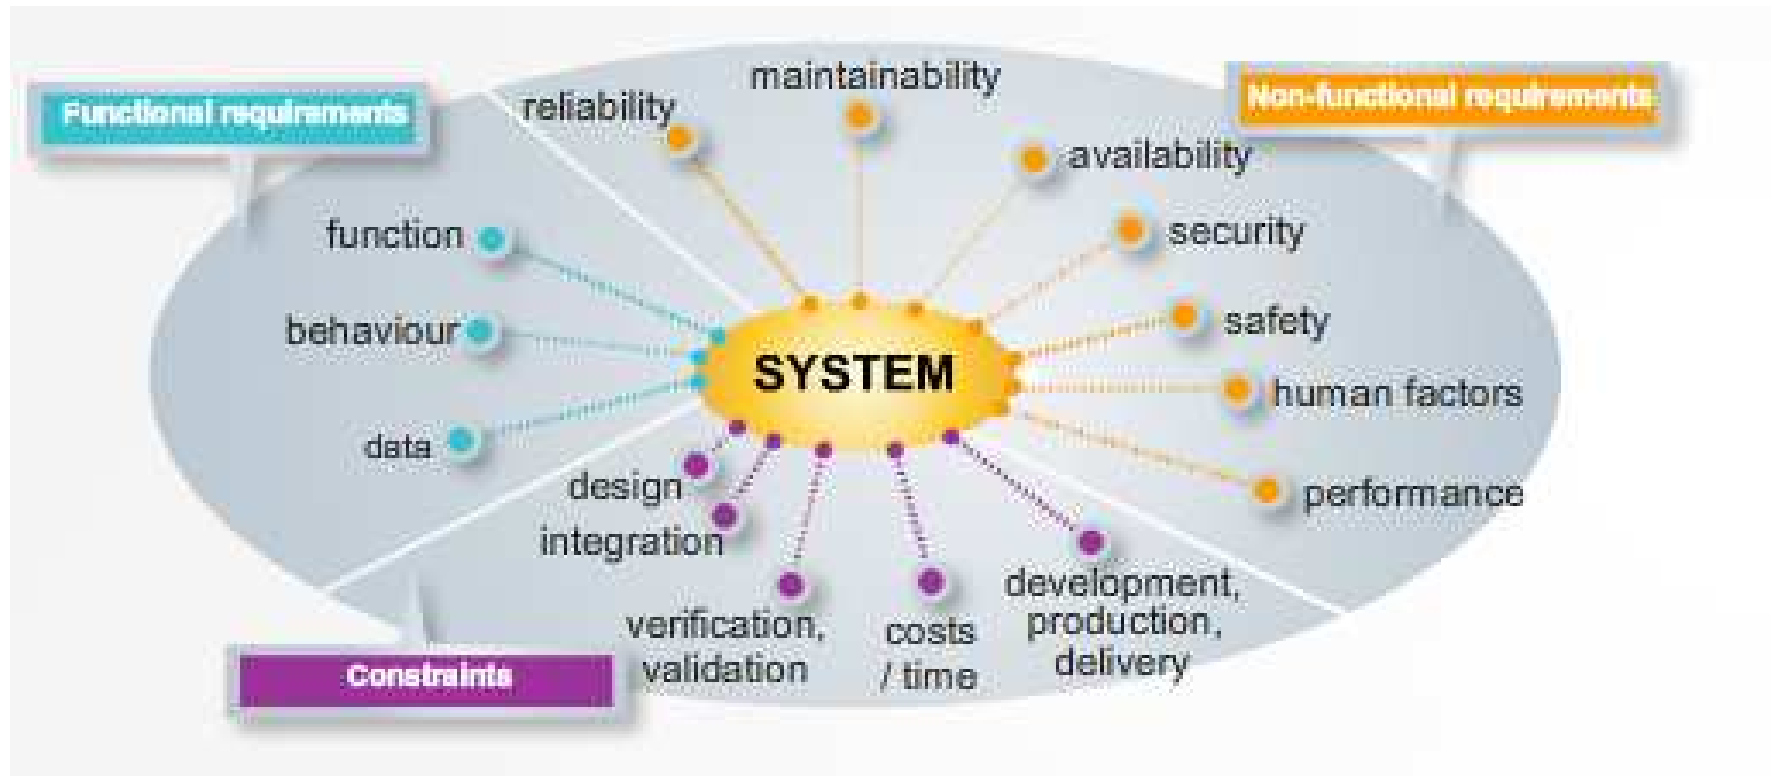 maintainability
reliability
Functional requirements
Non-functional requirements
availability
function
security
behaviour
safety
SYSTEM
human factors
data
design
performance
integration
development,
production,
delivery
verification,
validation
costs
/ time
Constraints